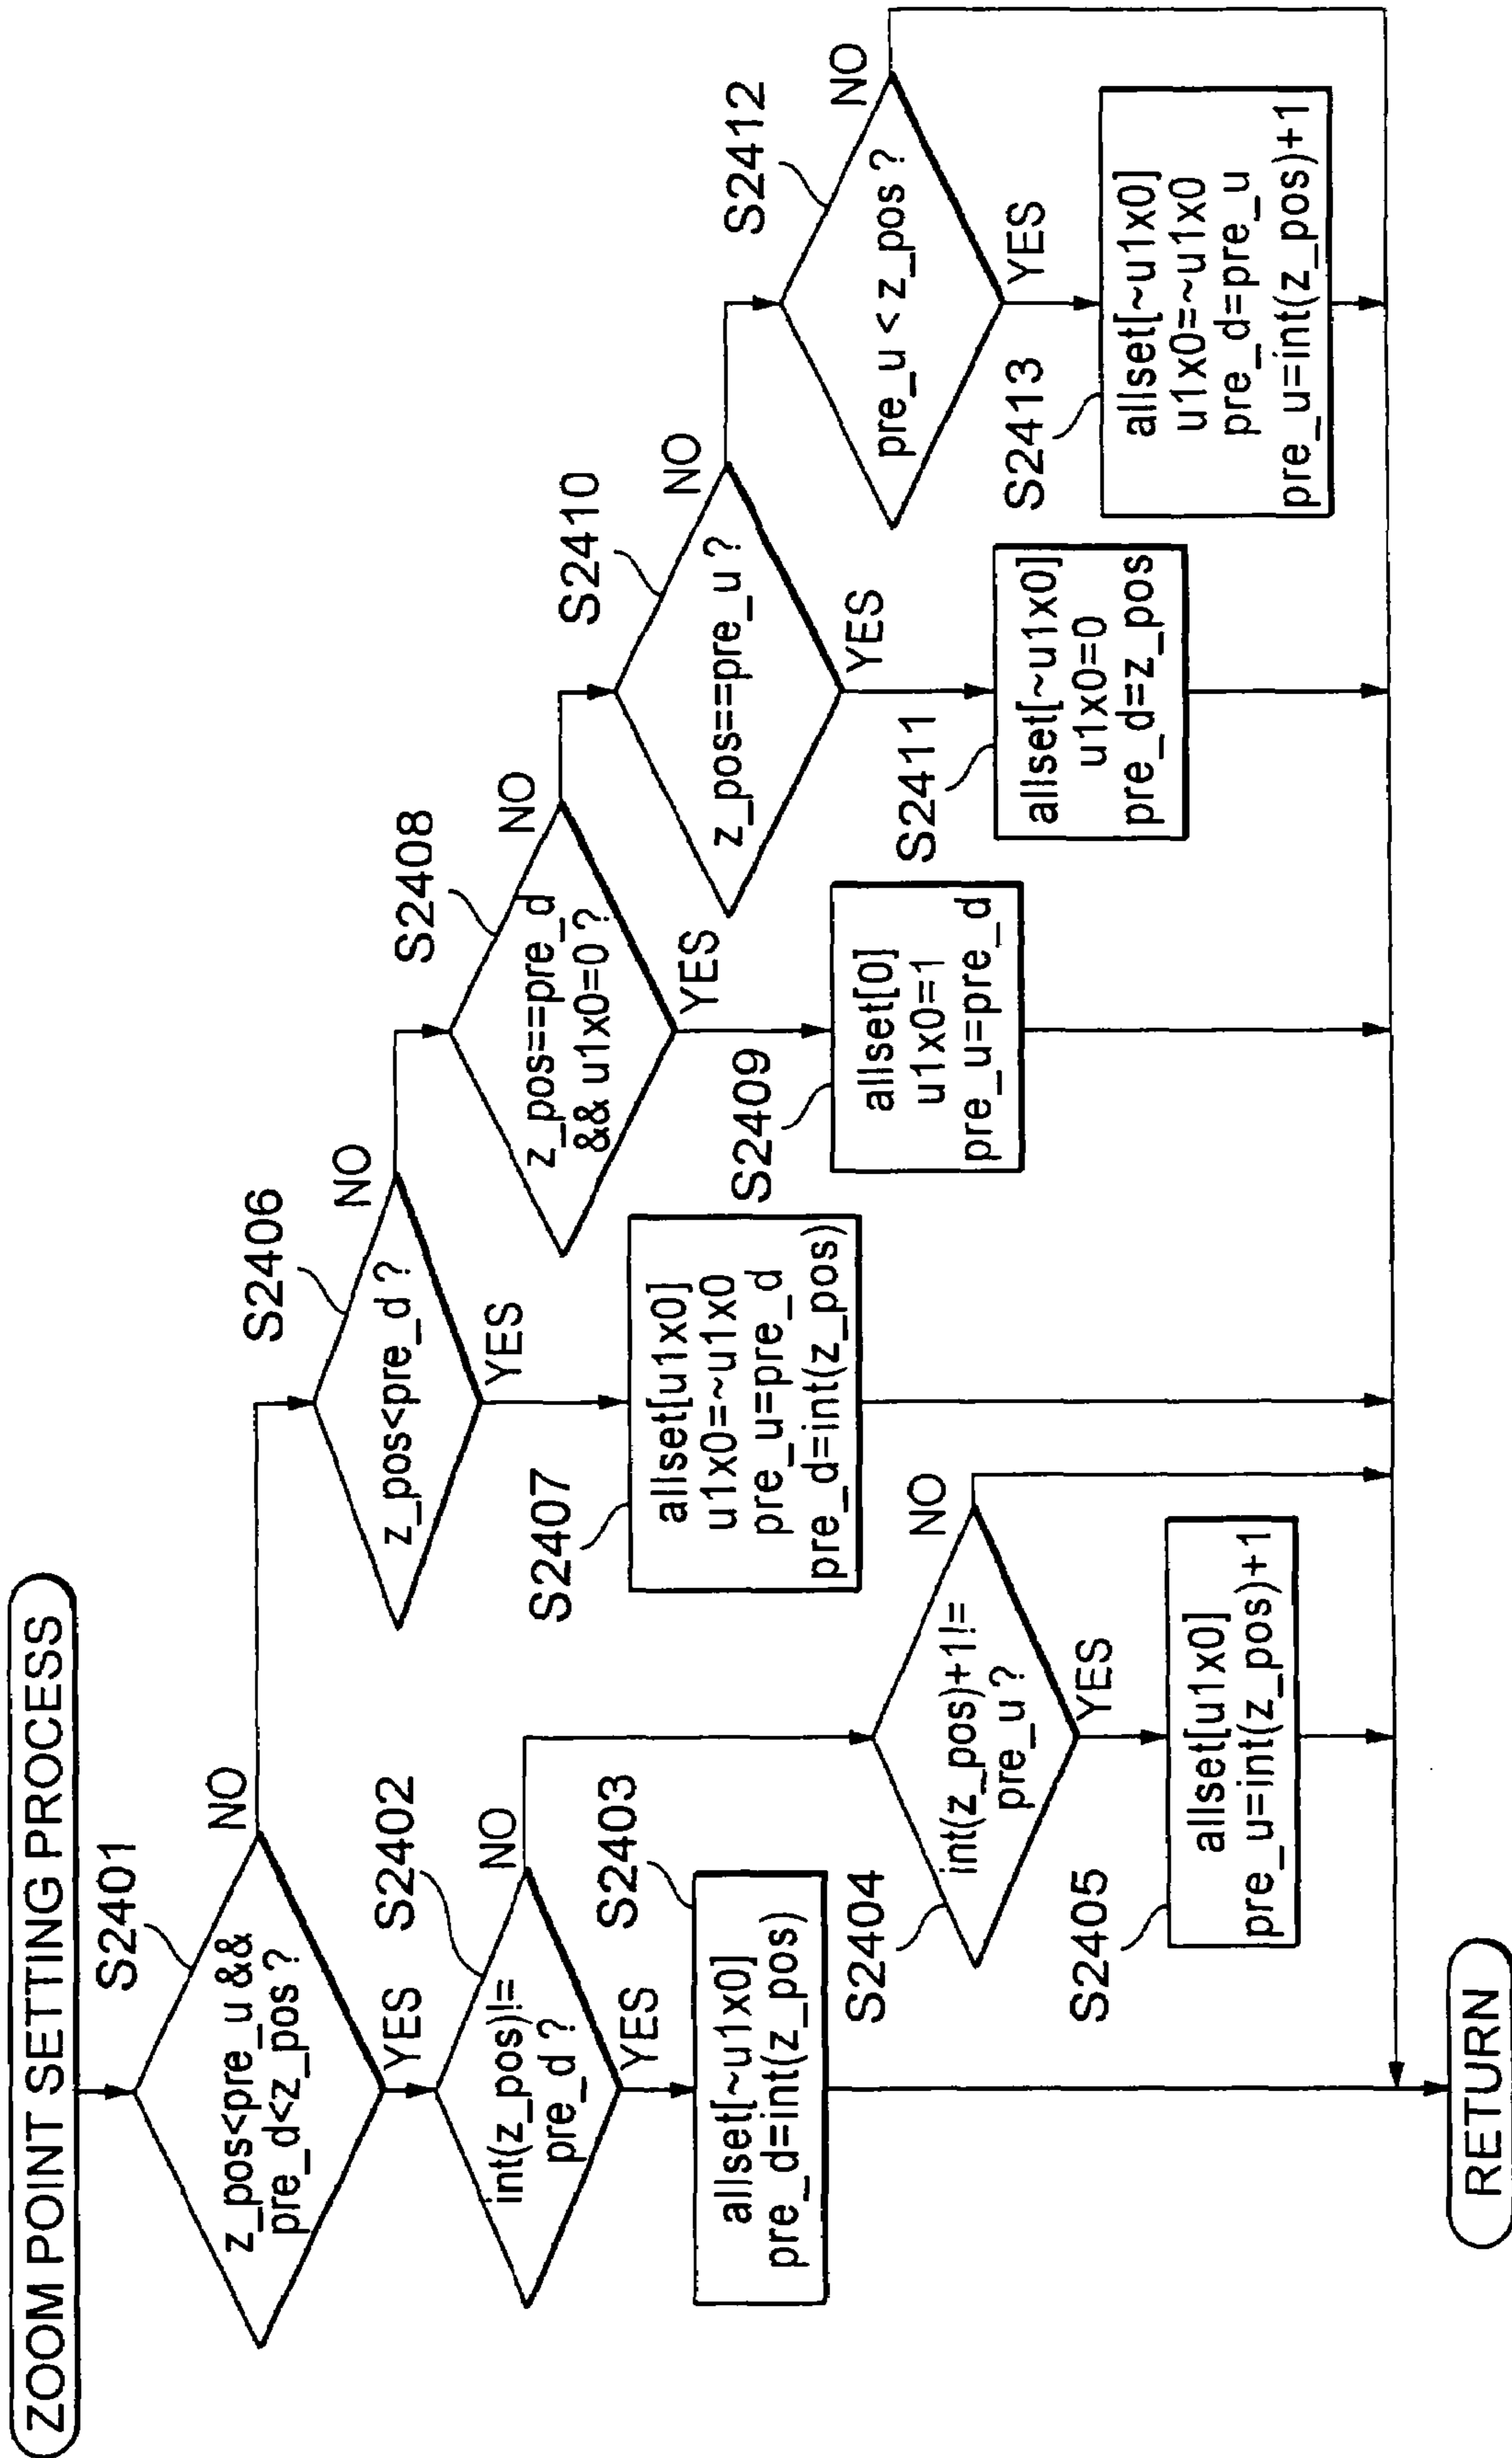 ZOOM POINT SETTING PROCESS
S2401
z_pos<pre_u &&
pre_d<z_pos ?
NO
YES
S2402
int(z_pos)!=
pre_d ?
NO
YES
S2403
allset[~u1x0]
pre_d=int(z_pos)
S2404
int(z_pos)+1!=
pre_u ?
NO
YES
S2405
allset[u1x0]
pre_u=int(z_pos)+1
S2406
z_pos<pre_d ?
NO
YES
S2407
allset[u1x0]
u1x0=~u1x0
pre_u=pre_d
pre_d=int(z_pos)
S2408
z_pos==pre_d
&& u1x0=0 ?
NO
YES
S2409
allset[0]
u1x0=1
pre_u=pre_d
S2410
z_pos==pre_u ?
NO
YES
S2411
allset[~u1x0]
u1x0=0
pre_d=z_pos
S2412
pre_u < z_pos ?
NO
YES
S2413
allset[~u1x0]
u1x0=~u1x0
pre_d=pre_u
pre_u=int(z_pos)+1
RETURN